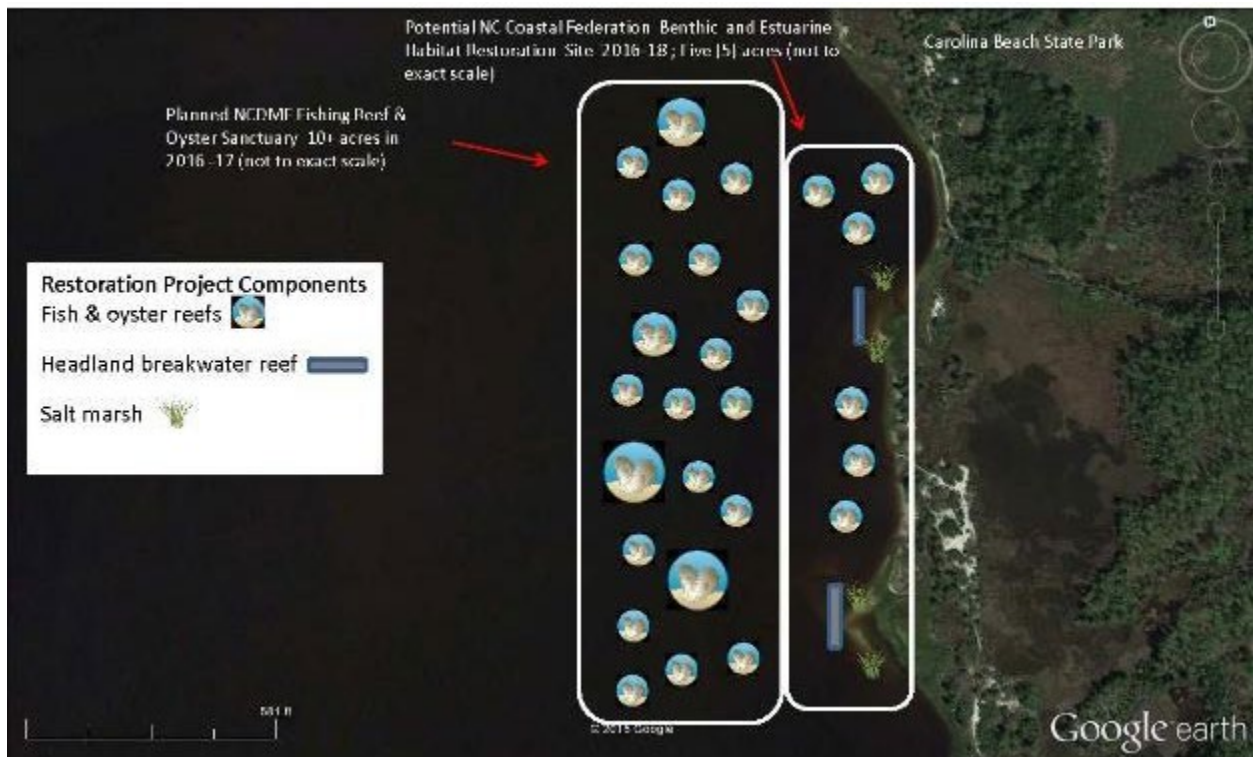 Potential NC Coastal Federation Benthic and Estuarine
Habitat Restoration Site 2016-18; Five (5) acres (not to
exact scale)
Carolina Beach State Park
Planned NCDMF Fishing Reef &
Oyster Sanctuary 10+ acres in
2016-17 (not to exact scale)
Restoration Project Components
Fish & oyster reefs
Headland breakwater reef
Salt marsh
ft
© 2015 Google
Google earth